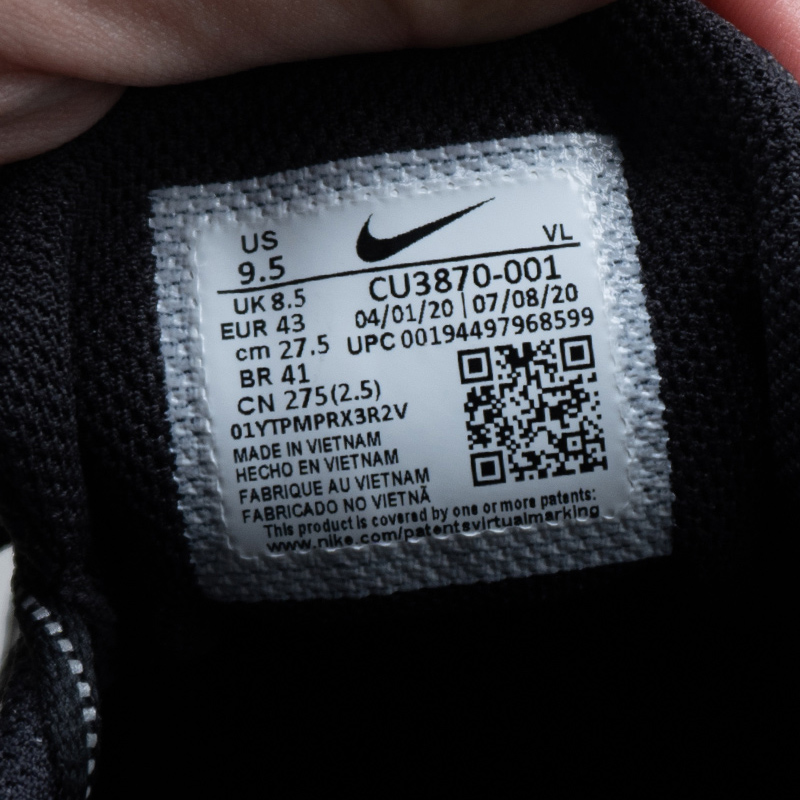 US
VL
9.5
CU3870-001
UK 8.5
04/01/20 | 07/08/20
EUR 43
UPC 00194497968599
cm 27.5
BR 41
CN 275(2.5)
01YTPMPRX3R2V
MADE IN VIETNAM
HECHO EN VIETNAM
FABRIQUE AU VIETNAM
FABRICADO NO VIETNÃ
This product is covered by one or more patents:
www.nike.com/patentsvirtualmarking